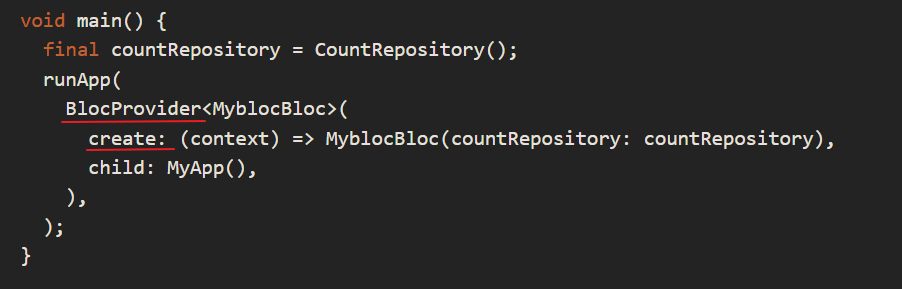 void main() {
final countRepository = CountRepository();
runApp(
BlocProvider<MyblocBloc>(
create: (context) => MyblocBloc(countRepository: countRepository),
child: MyApp(),
),
);
}